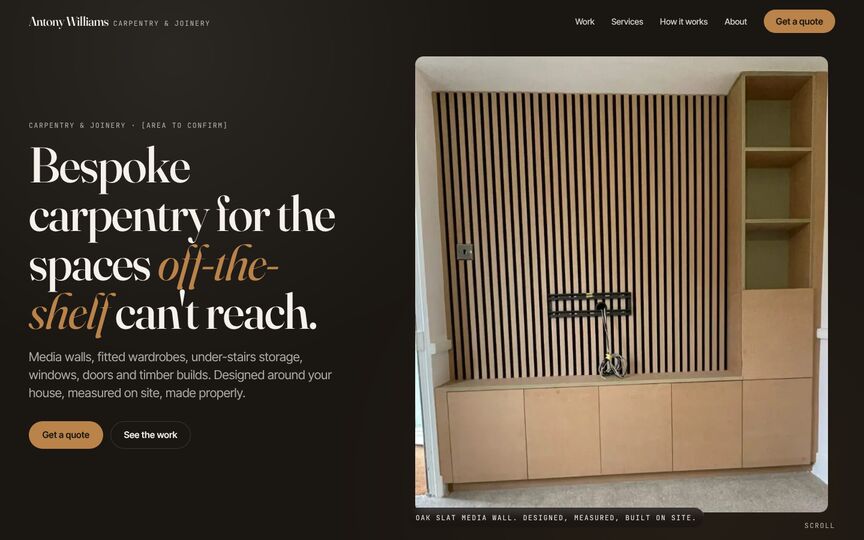 Antony Williams CARPENTRY & JOINERY
Work Services How it works About Get a quote
CARPENTRY & JOINERY · [AREA TO CONFIRM]
Bespoke
carpentry for the
spaces off-the-
shelf can't reach.
Media walls, fitted wardrobes, under-stairs storage,
windows, doors and timber builds. Designed around your
house, measured on site, made properly.
Get a quote See the work
OAK SLAT MEDIA WALL. DESIGNED, MEASURED, BUILT ON SITE.
SCROLL